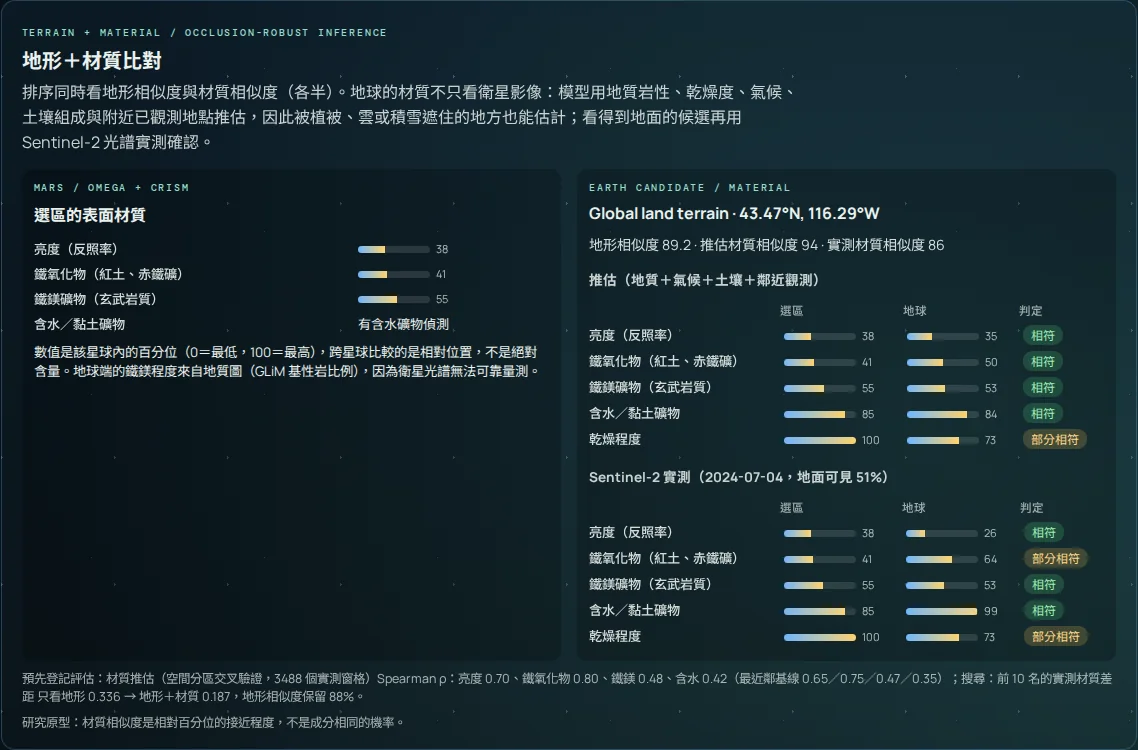 TERRAIN + MATERIAL / OCCLUSION-ROBUST INFERENCE
地形＋材質比對
排序同時看地形相似度與材質相似度（各半）。地球的材質不只看衛星影像：模型用地質岩性、乾燥度、氣候、
土壤組成與附近已觀測地點推估，因此被植被、雲或積雪遮住的地方也能估計；看得到地面的候選再用
Sentinel-2 光譜實測確認。
MARS / OMEGA + CRISM
選區的表面材質
亮度（反照率） 38
鐵氧化物（紅土、赤鐵礦） 41
鐵鎂礦物（玄武岩質） 55
含水／黏土礦物 有含水礦物偵測
數值是該星球內的百分位（0＝最低，100＝最高），跨星球比較的是相對位置，不是絕對
含量。地球端的鐵鎂程度來自地質圖（GLiM 基性岩比例），因為衛星光譜無法可靠量測。
EARTH CANDIDATE / MATERIAL
Global land terrain · 43.47°N, 116.29°W
地形相似度 89.2 · 推估材質相似度 94 · 實測材質相似度 86
推估（地質＋氣候＋土壤＋鄰近觀測）
選區 地球 判定
亮度（反照率） 38 35 相符
鐵氧化物（紅土、赤鐵礦） 41 50 相符
鐵鎂礦物（玄武岩質） 55 53 相符
含水／黏土礦物 85 84 相符
乾燥程度 100 73 部分相符
Sentinel-2 實測（2024-07-04，地面可見 51%）
選區 地球 判定
亮度（反照率） 38 26 相符
鐵氧化物（紅土、赤鐵礦） 41 64 部分相符
鐵鎂礦物（玄武岩質） 55 53 相符
含水／黏土礦物 85 99 相符
乾燥程度 100 73 部分相符
預先登記評估：材質推估（空間分區交叉驗證，3488 個實測窗格）Spearman ρ：亮度 0.70、鐵氧化物 0.80、鐵鎂 0.48、含水 0.42（最近鄰基線 0.65／0.75／0.47／0.35）；搜尋：前 10 名的實測材質差
距 只看地形 0.336 → 地形＋材質 0.187，地形相似度保留 88%。
研究原型：材質相似度是相對百分位的接近程度，不是成分相同的機率。